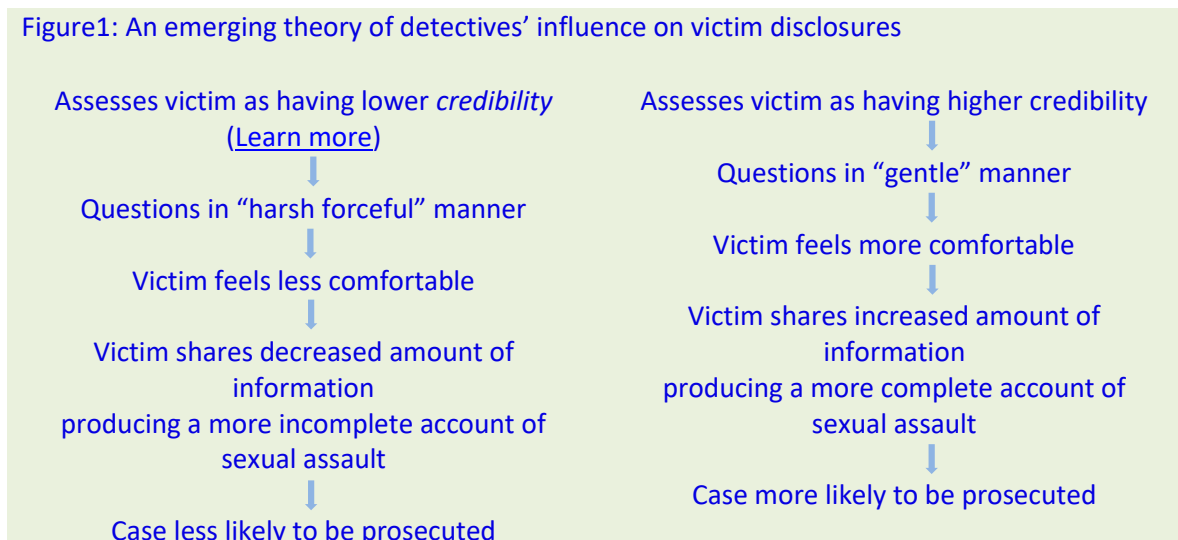 Figure1: An emerging theory of detectives’ influence on victim disclosures
Assesses victim as having lower credibility
(Learn more)
Questions in “harsh forceful” manner
Victim feels less comfortable
Victim shares decreased amount of
information
producing a more incomplete account of
sexual assault
Case less likely to be prosecuted
Assesses victim as having higher credibility
Questions in “gentle” manner
Victim feels more comfortable
Victim shares increased amount of
information
producing a more complete account of
sexual assault
Case more likely to be prosecuted